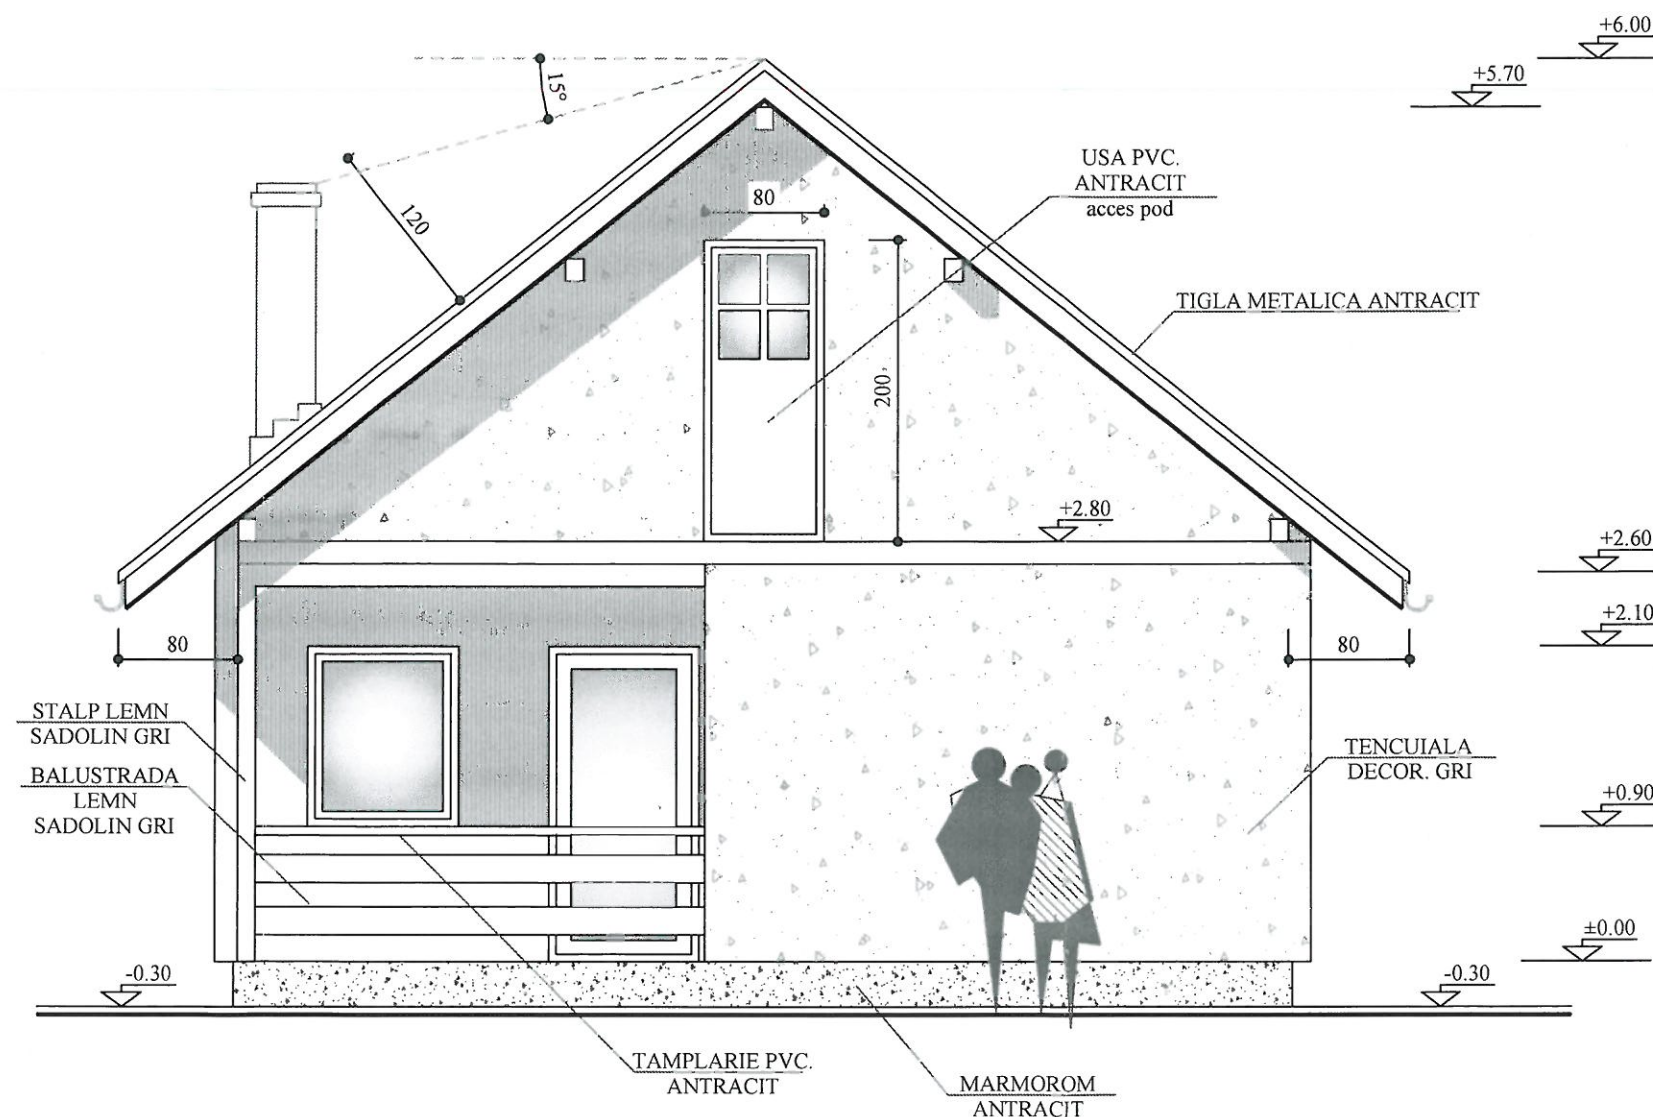 +6.00
+5.70
15°
120
80
USA PVC.
ANTRACIT
acces pod
TIGLA METALICA ANTRACIT
200
+2.80
+2.60
+2.10
80
80
STALP LEMN
SADOLIN GRI
BALUSTRADA
LEMN
SADOLIN GRI
TENCUIALA
DECOR. GRI
+0.90
±0.00
-0.30
-0.30
TAMPLARIE PVC.
ANTRACIT
MARMOROM
ANTRACIT